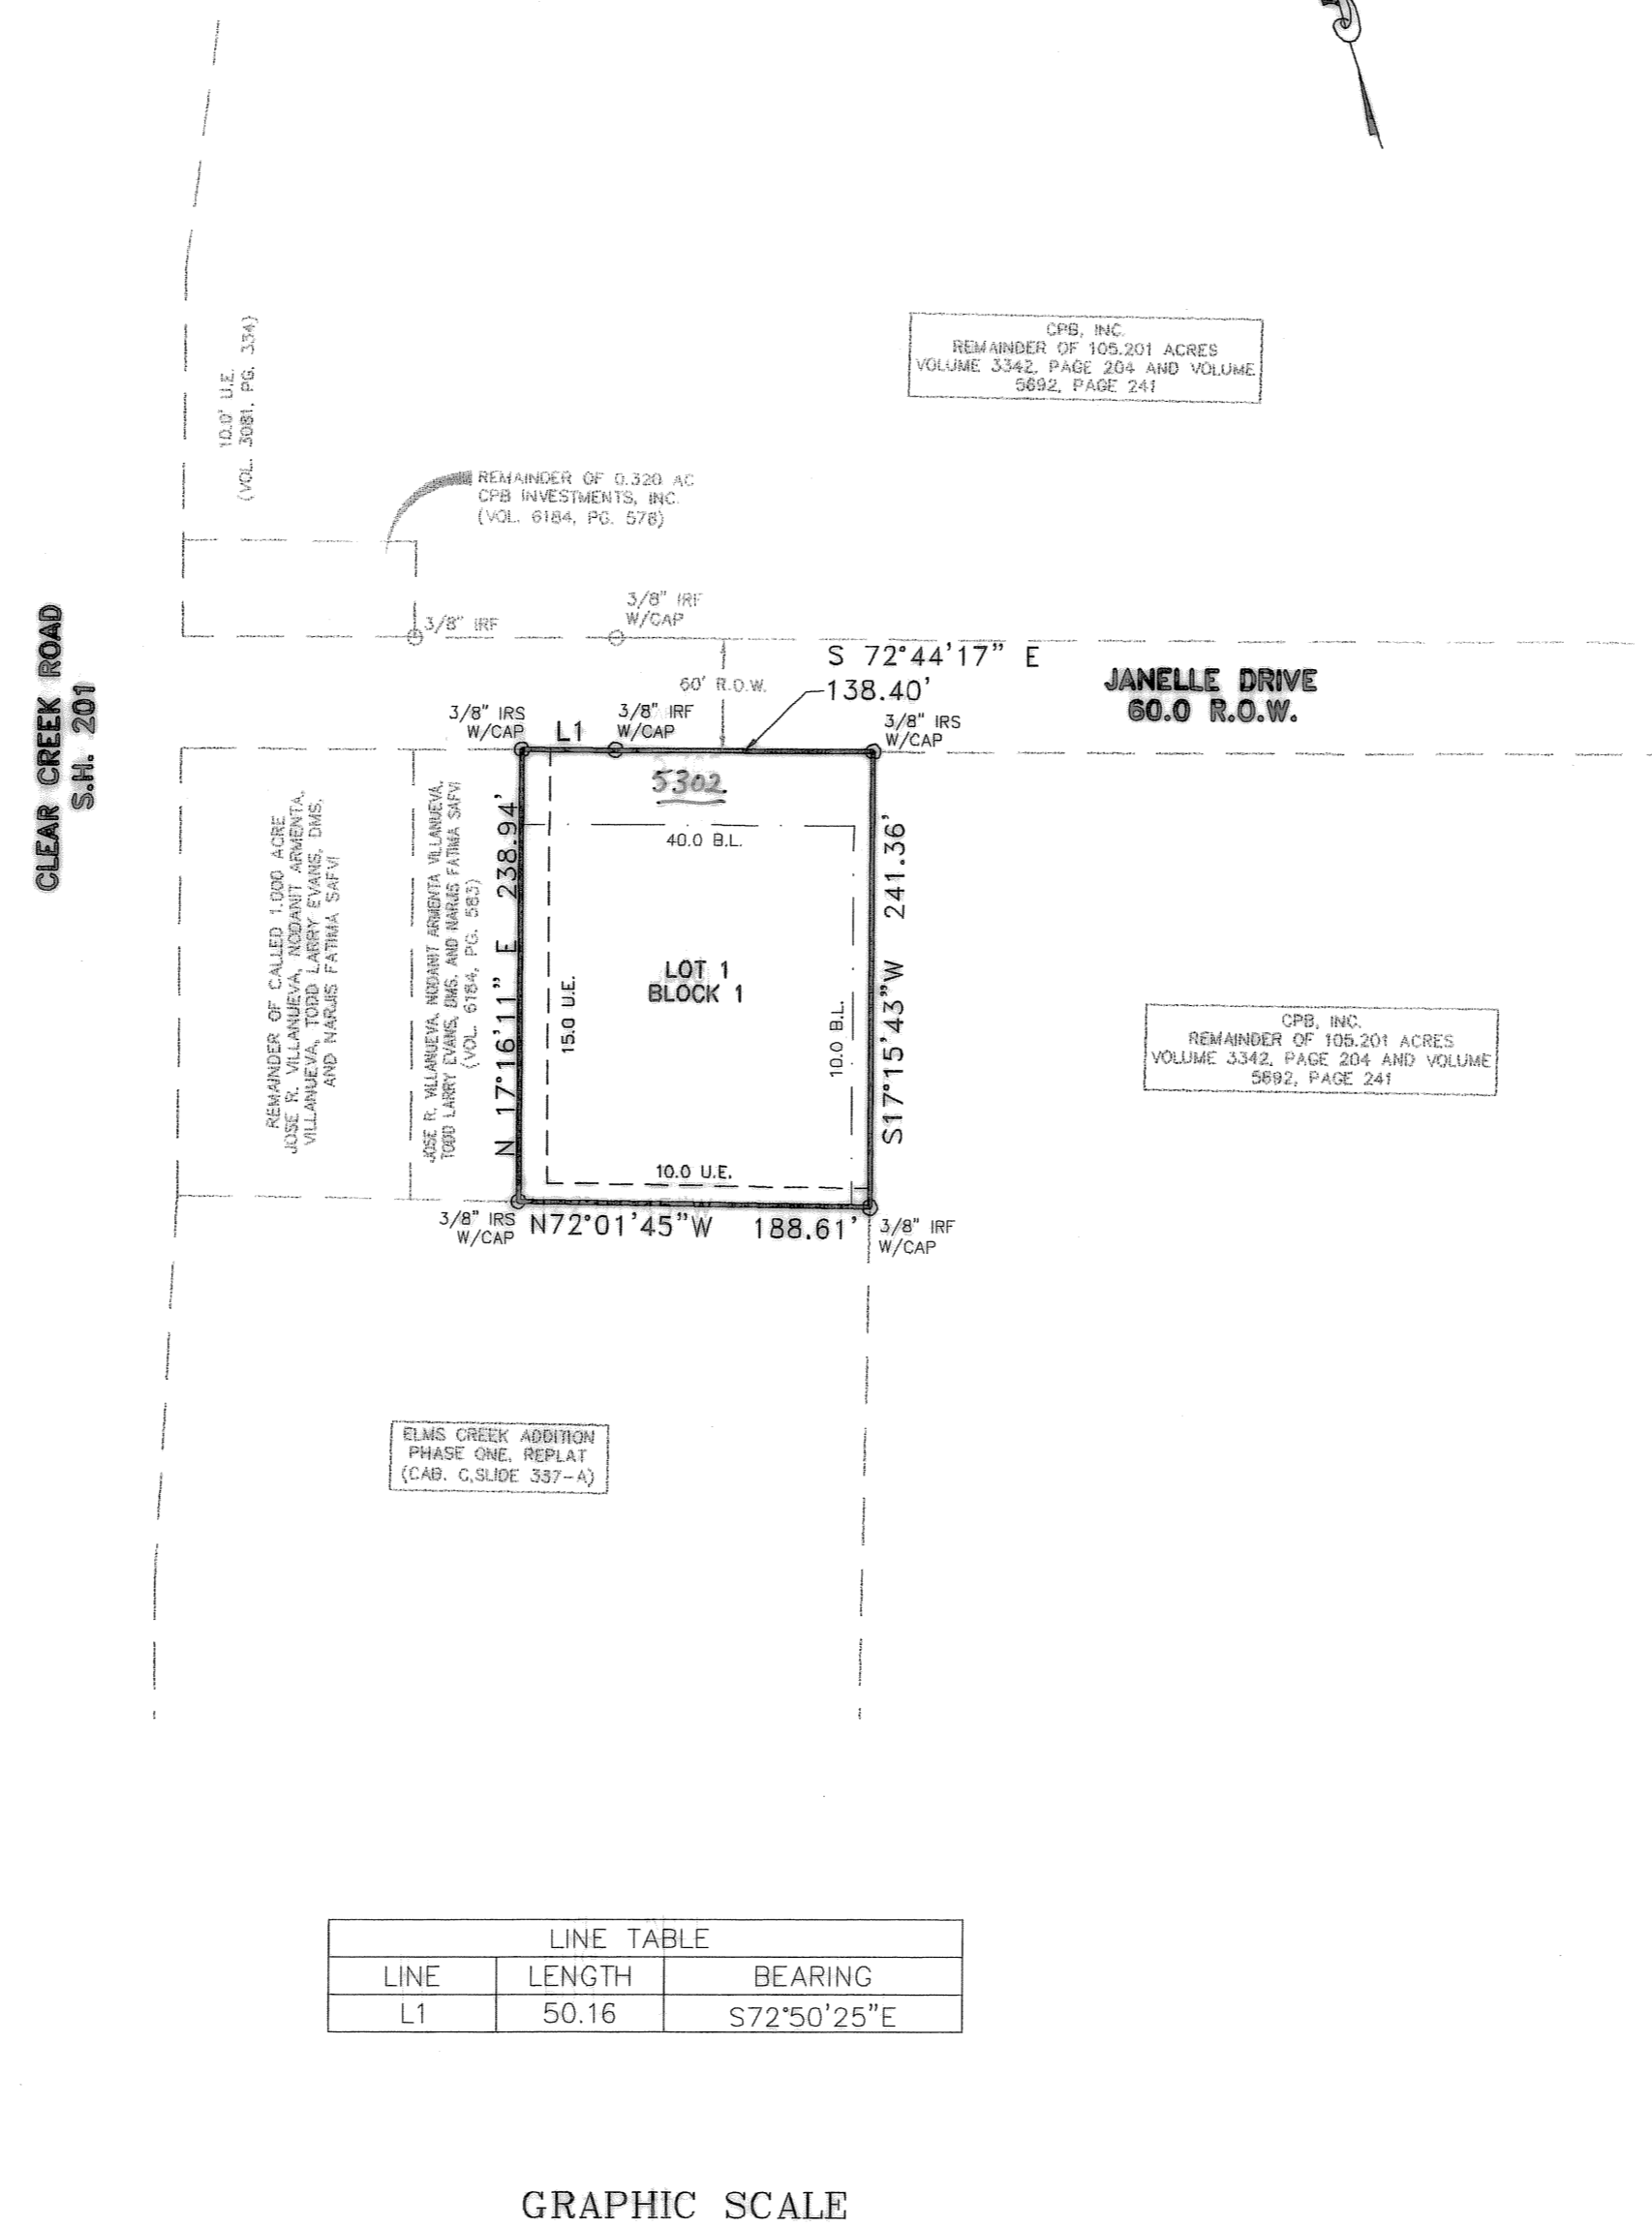 CPB, INC.
REMAINDER OF 105.201 ACRES
VOLUME 3342, PAGE 204 AND VOLUME
5692, PAGE 241
10.0' U.E.
(VOL. 3081, PG. 334)
REMAINDER OF 0.320 AC
CPB INVESTMENTS, INC.
(VOL. 6184, PG. 578)
CLEAR CREEK ROAD
S.H. 201
3/8" IRF
3/8" IRF
W/CAP
S 72°44'17" E
138.40'
60' R.O.W.
JANELLE DRIVE
60.0 R.O.W.
3/8" IRS
W/CAP
L1
3/8" IRF
W/CAP
3/8" IRS
W/CAP
5302
40.0 B.L.
REMAINDER OF CALLED 1.000 ACRE
JOSE R. VILLANUEVA, NODANIT ARMENTA,
VILLANUEVA, TODD LARRY EVANS, DMS,
AND NARJIS FATIMA SAFVI
JOSE R. VILLANUEVA, NODANIT ARMENTA VILLANUEVA,
TODD LARRY EVANS, DMS, AND NARJIS FATIMA SAFVI
(VOL. 6184, PG. 583)
N 17°16'11" E 238.94'
15.0 U.E.
LOT 1
BLOCK 1
10.0 B.L.
S17°15'43"W 241.36'
10.0 U.E.
CPB, INC.
REMAINDER OF 105.201 ACRES
VOLUME 3342, PAGE 204 AND VOLUME
5692, PAGE 241
3/8" IRS
W/CAP
N72°01'45"W 188.61'
3/8" IRF
W/CAP
ELMS CREEK ADDITION
PHASE ONE, REPLAT
(CAB. C,SLIDE 337-A)
LINE TABLE
LINE LENGTH BEARING
L1 50.16 S72°50'25"E
GRAPHIC SCALE